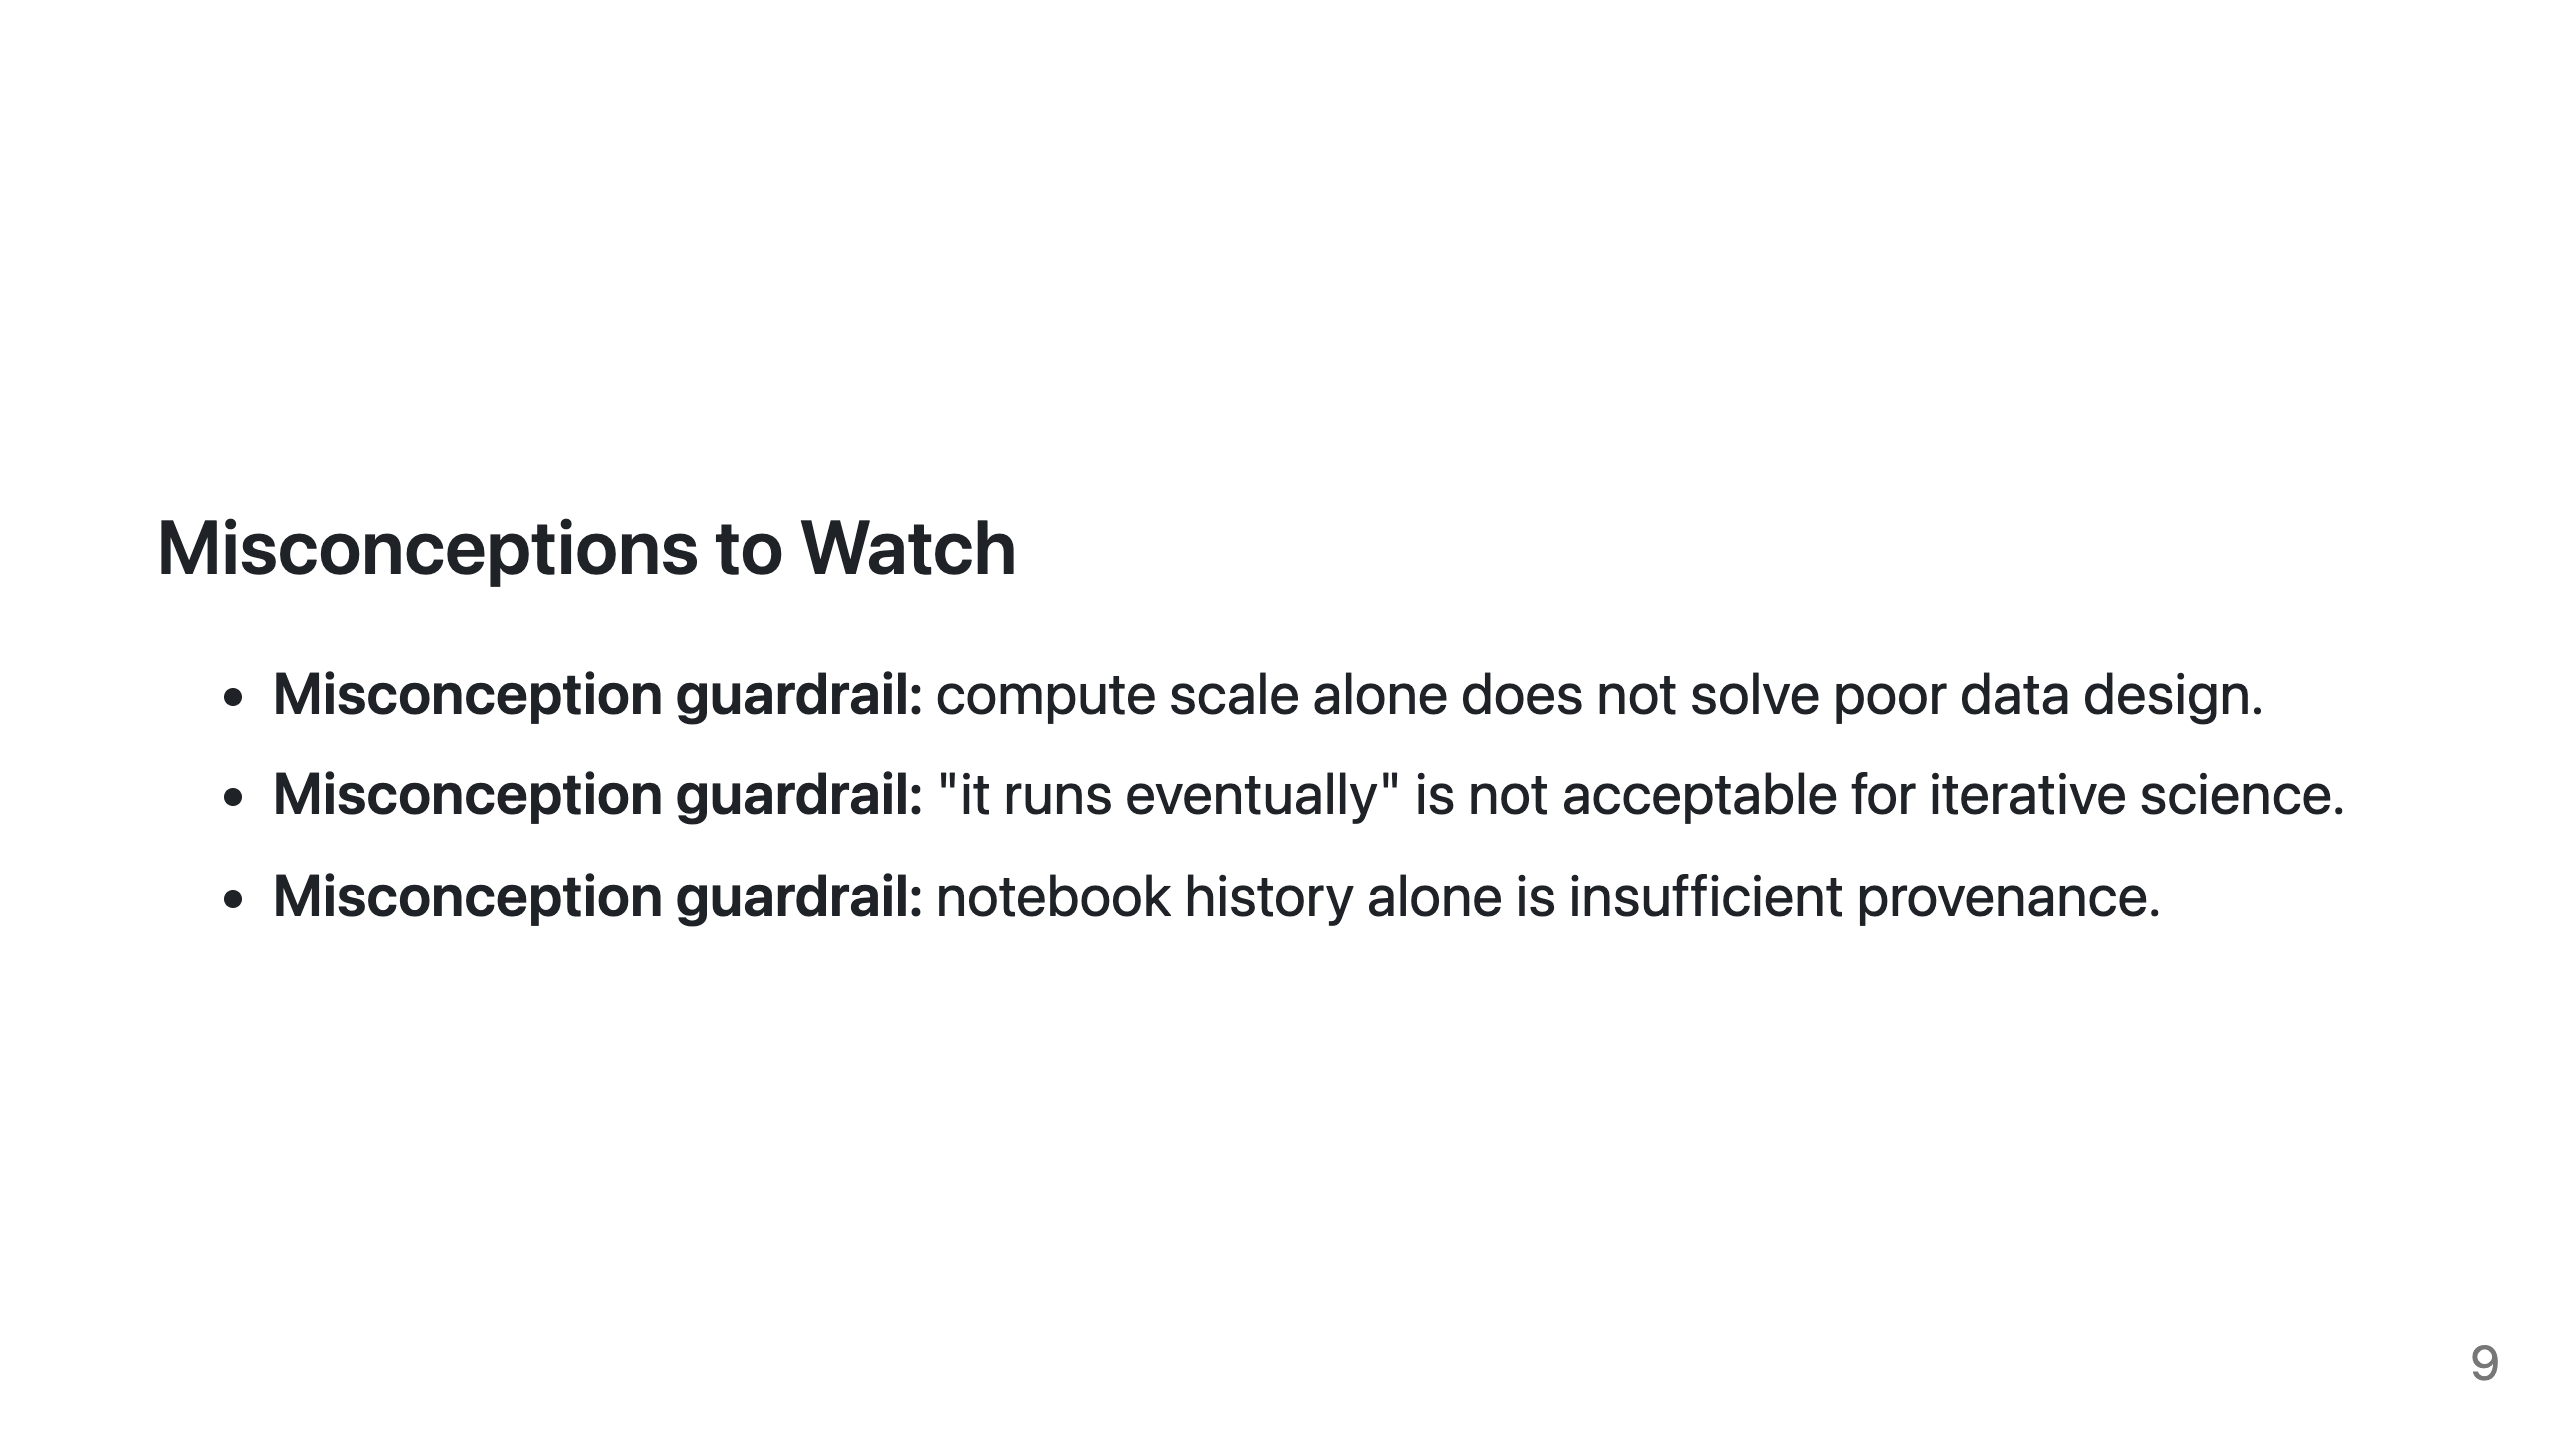 Misconceptions to Watch
• Misconception guardrail: compute scale alone does not solve poor data design.
• Misconception guardrail: "it runs eventually" is not acceptable for iterative science.
• Misconception guardrail: notebook history alone is insufficient provenance.
9